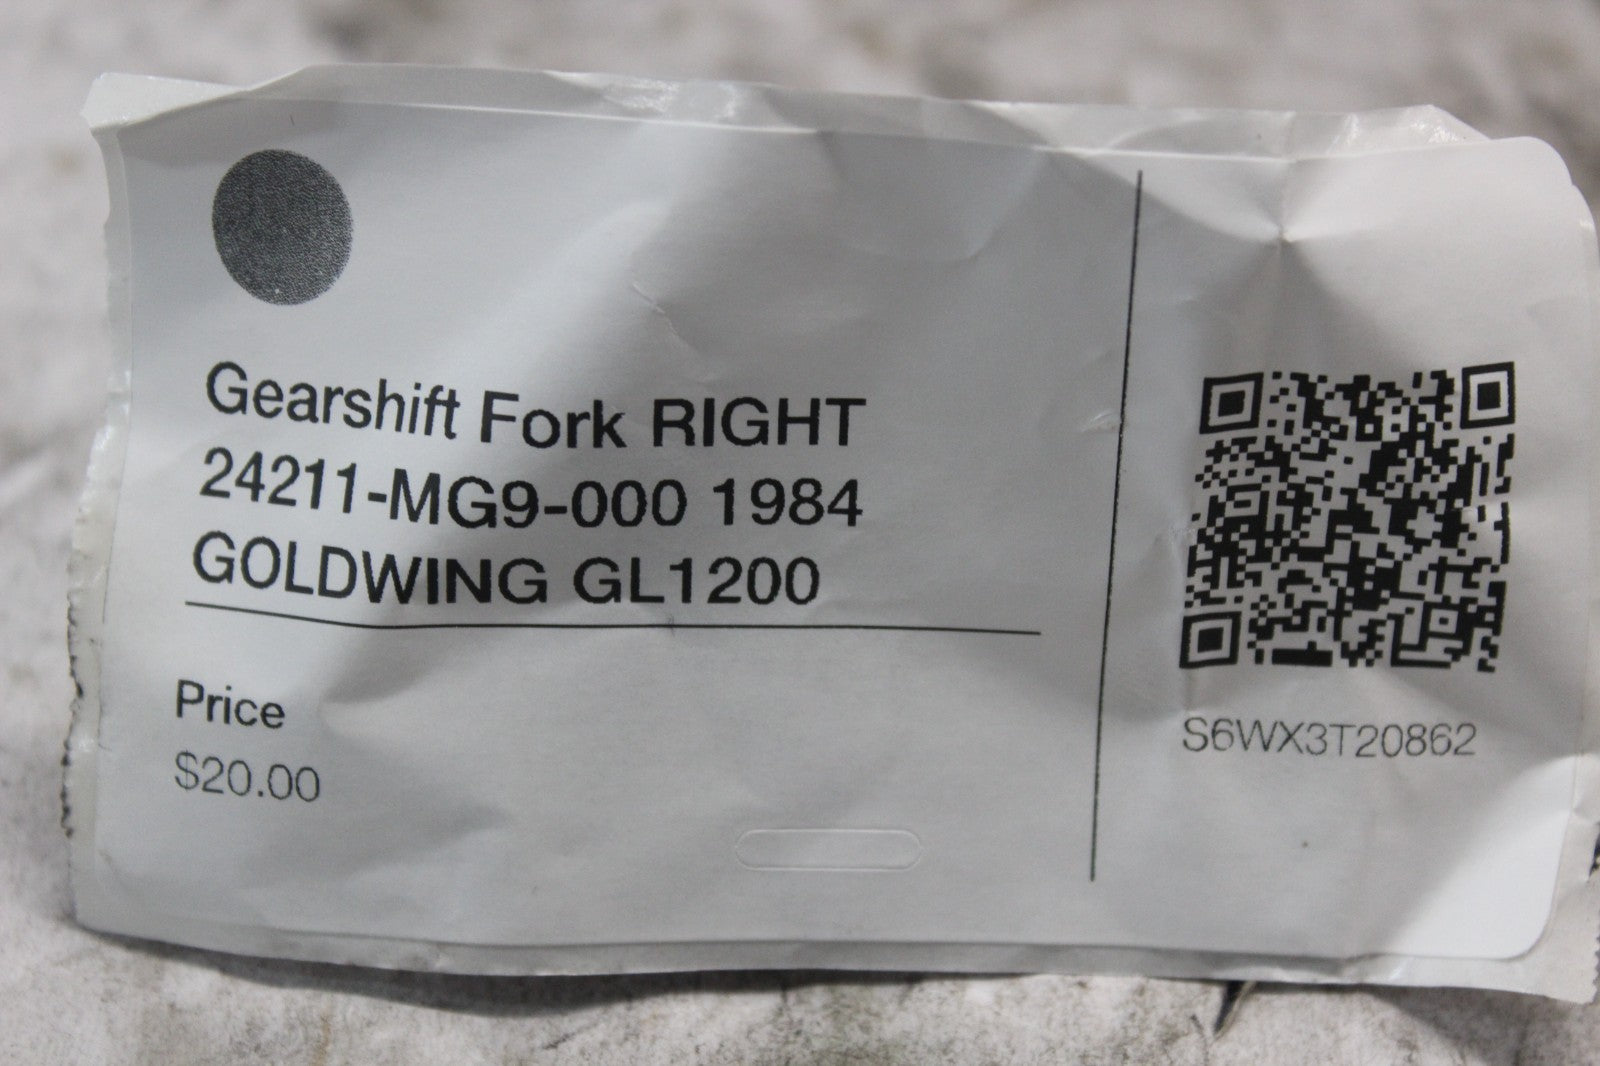 Gearshift Fork RIGHT
24211-MG9-000 1984
GOLDWING GL1200
Price
$20.00
S6WX3T20862